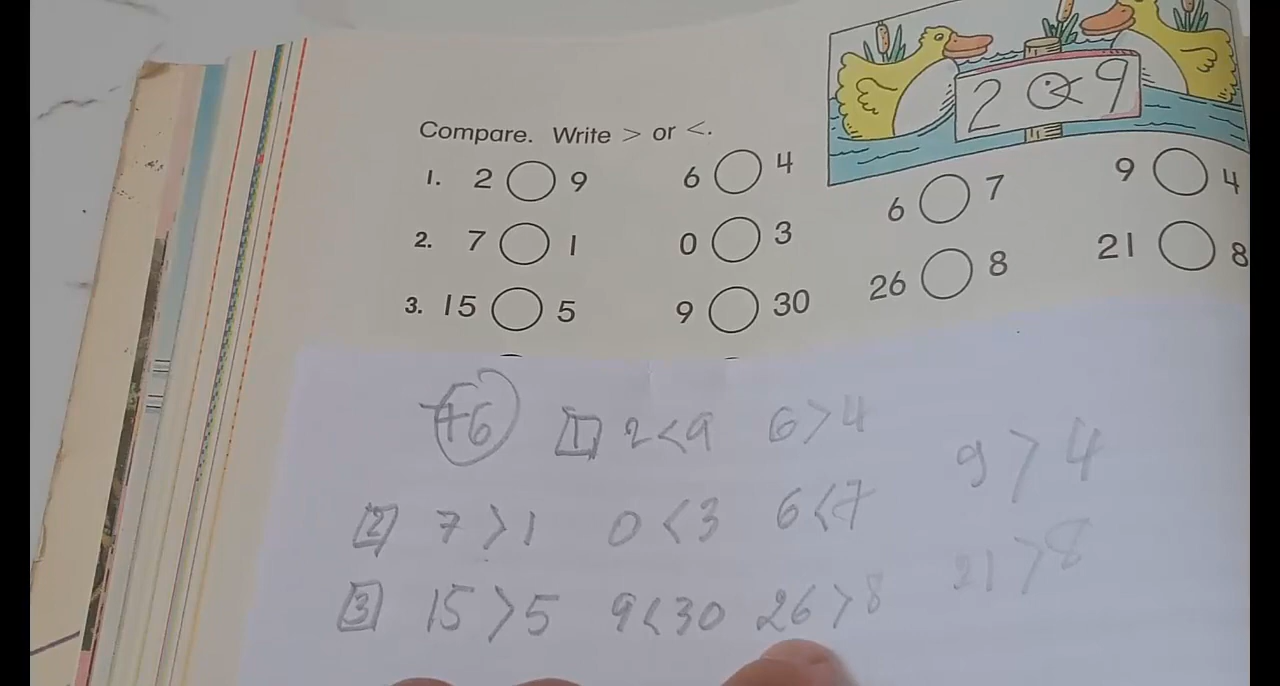 2 < 9
Compare. Write > or <.
1. 2 ○ 9 6 ○ 4
6 ○ 7 9 ○ 4
2. 7 ○ 1 0 ○ 3
26 ○ 8 21 ○ 8
3. 15 ○ 5 9 ○ 30
76 1 2<9 6>4
9>4
2 7>1 0<3 6<7
21>8
3 15>5 9<30 26>8